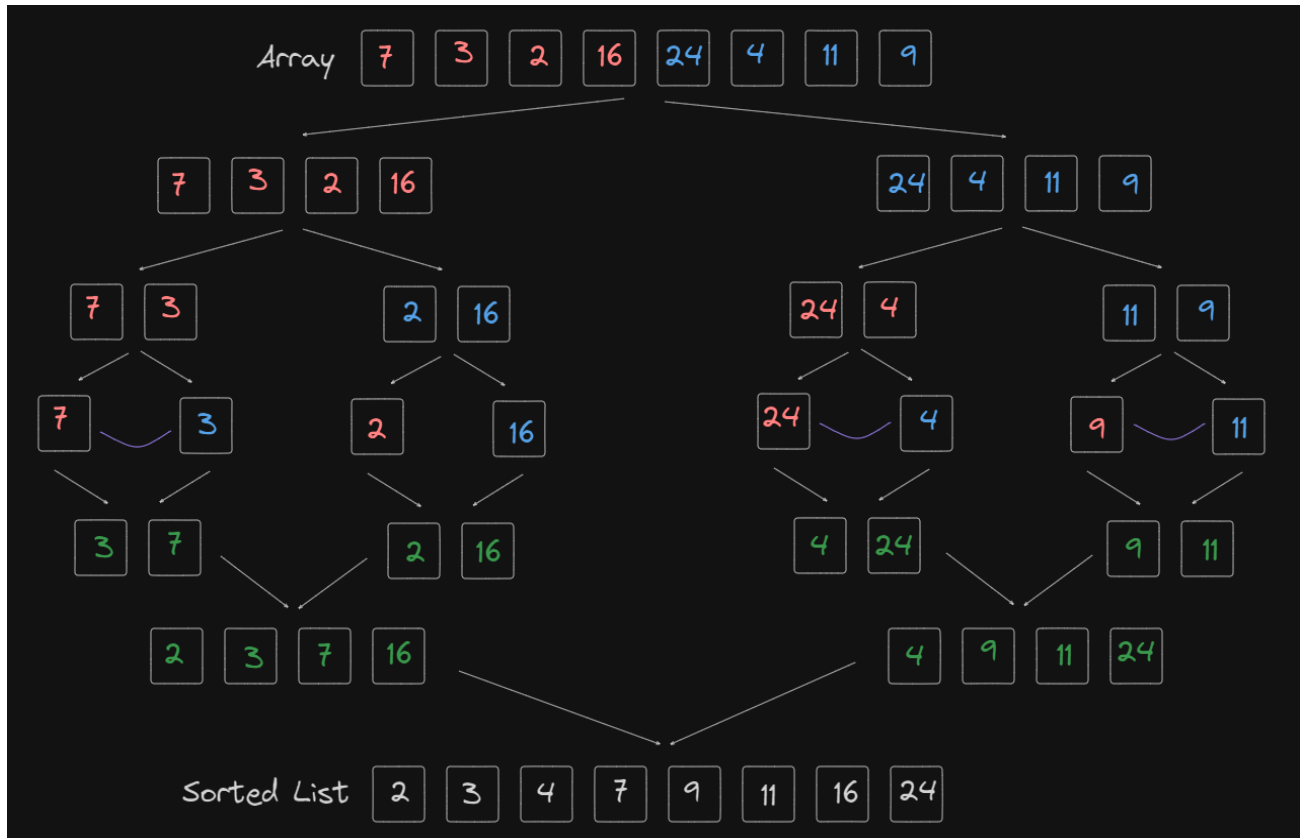 Array 7 3 2 16 24 4 11 9
7 3 2 16 24 4 11 9
7 3 2 16 24 4 11 9
7 3 2 16 24 4 9 11
3 7 2 16 4 24 9 11
2 3 7 16 4 9 11 24
Sorted List 2 3 4 7 9 11 16 24